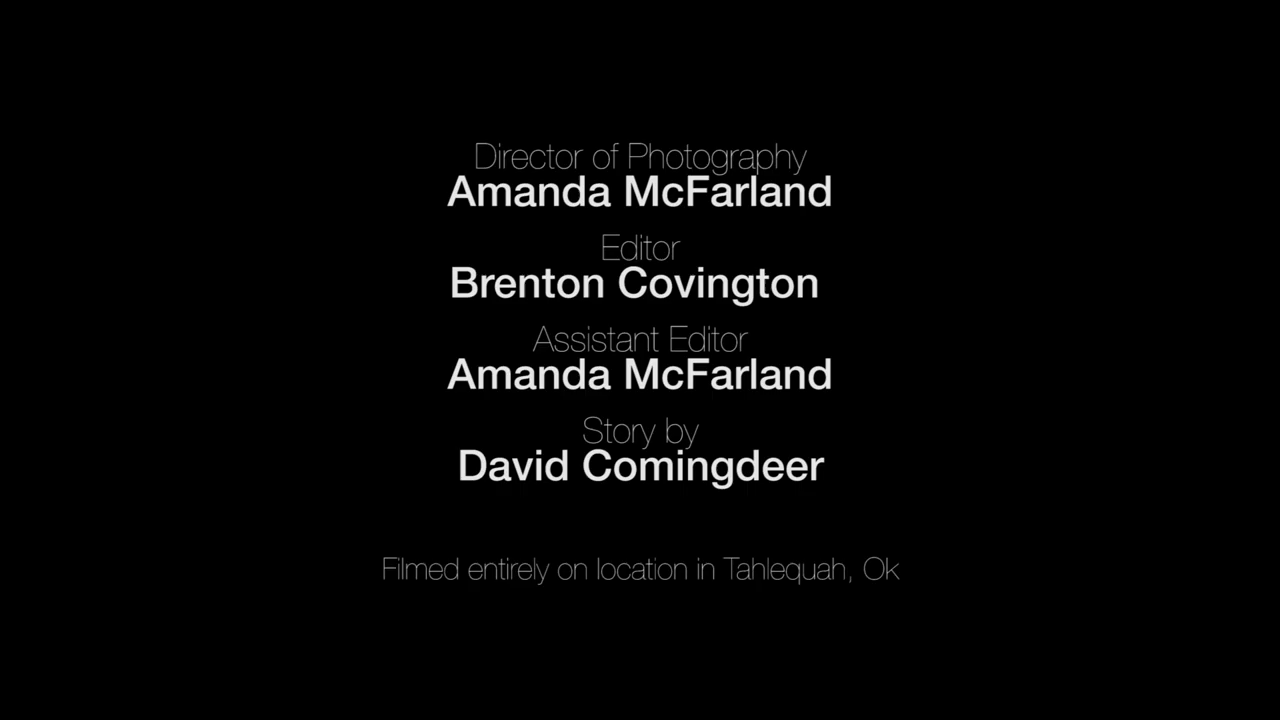 Director of Photography
Amanda McFarland
Editor
Brenton Covington
Assistant Editor
Amanda McFarland
Story by
David Comingdeer
Filmed entirely on location in Tahlequah, Ok